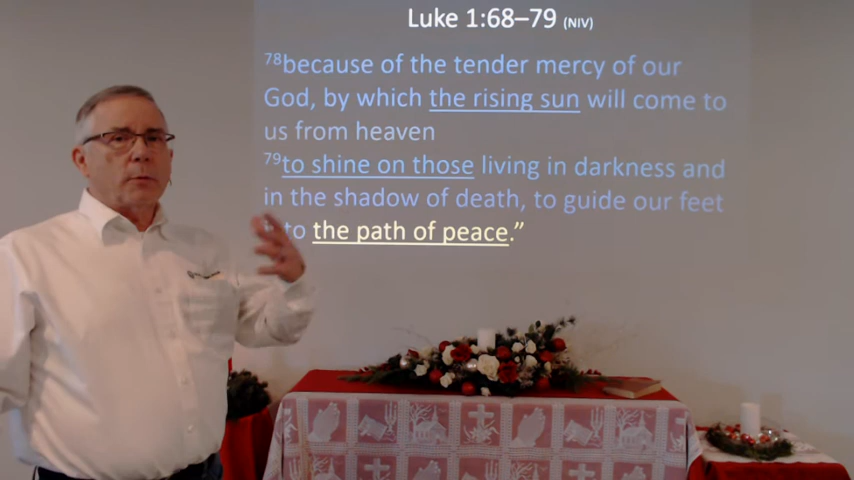 Luke 1:68–79 (NIV)
78because of the tender mercy of our
God, by which the rising sun will come to
us from heaven
79to shine on those living in darkness and
in the shadow of death, to guide our feet
to the path of peace.”